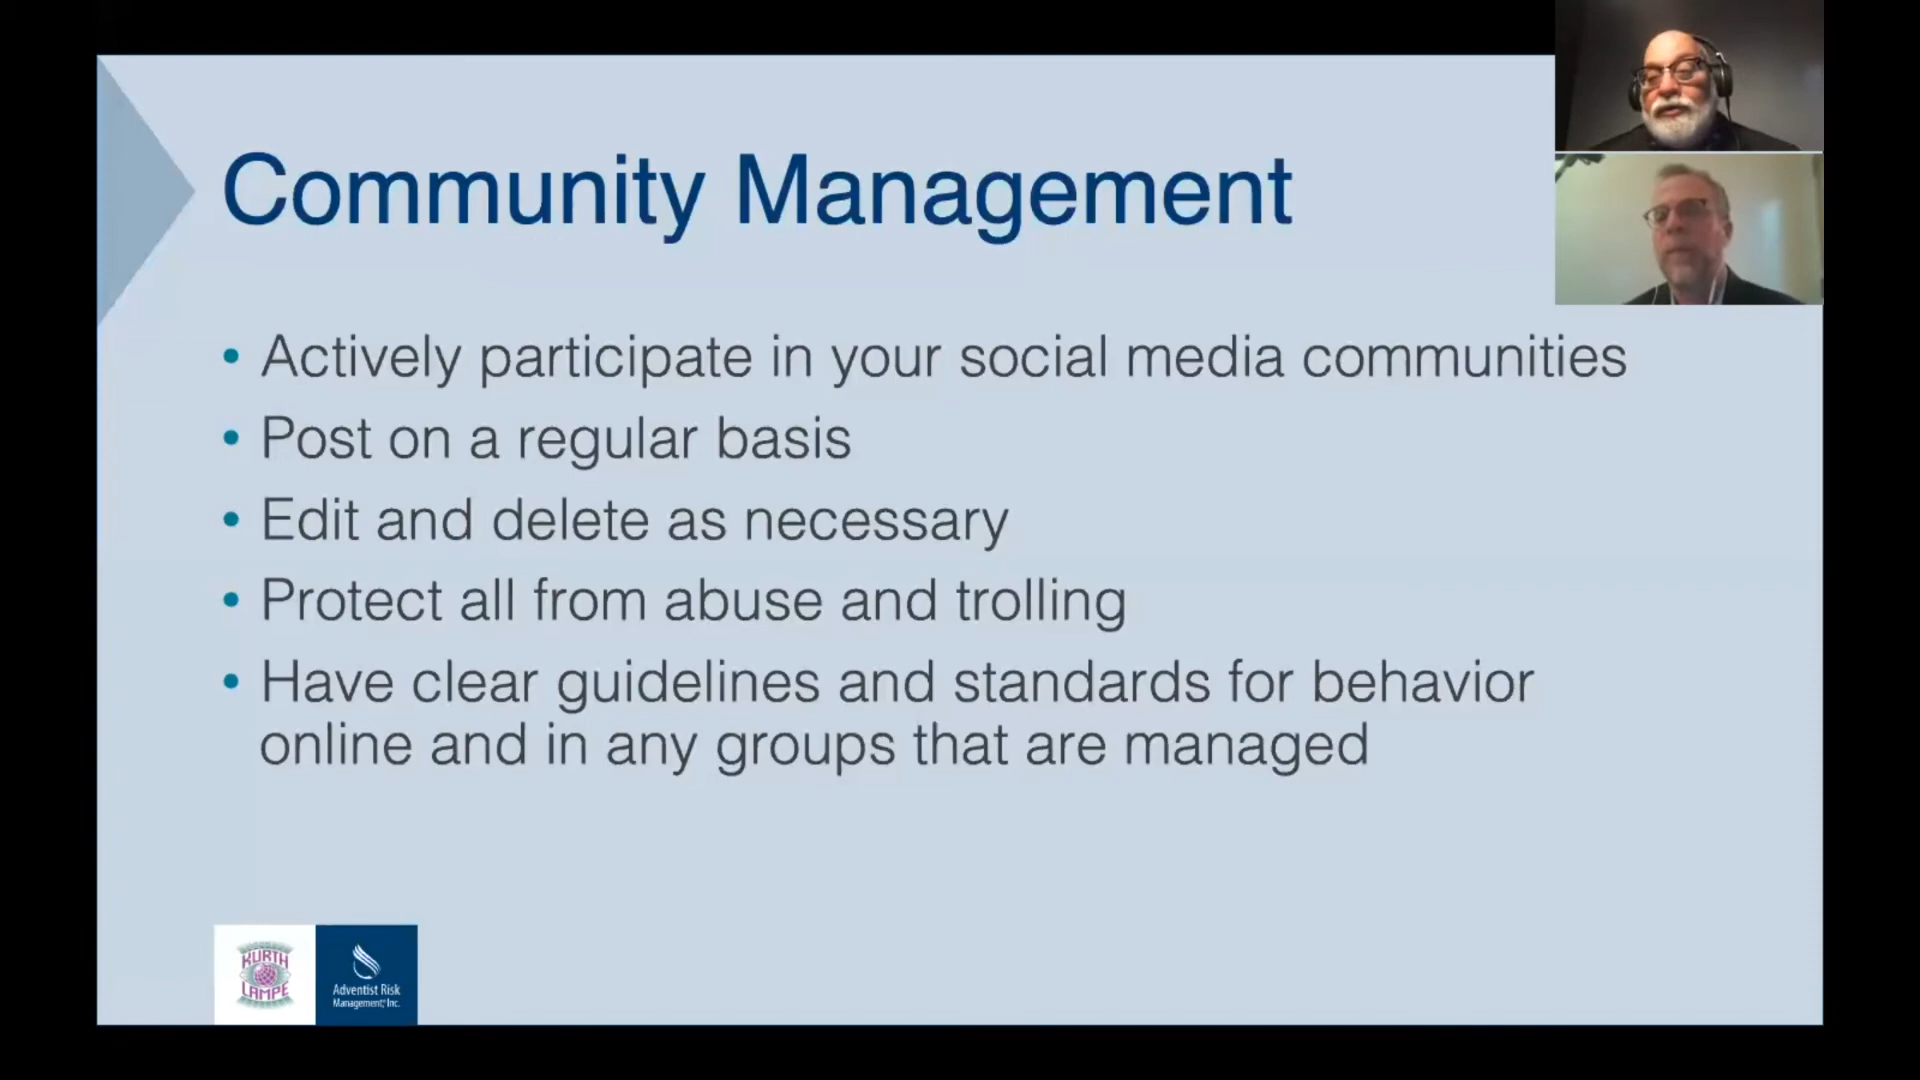 Community Management
• Actively participate in your social media communities
• Post on a regular basis
• Edit and delete as necessary
• Protect all from abuse and trolling
• Have clear guidelines and standards for behavior
online and in any groups that are managed
KURTH
LAMPE
Adventist Risk
Management, Inc.